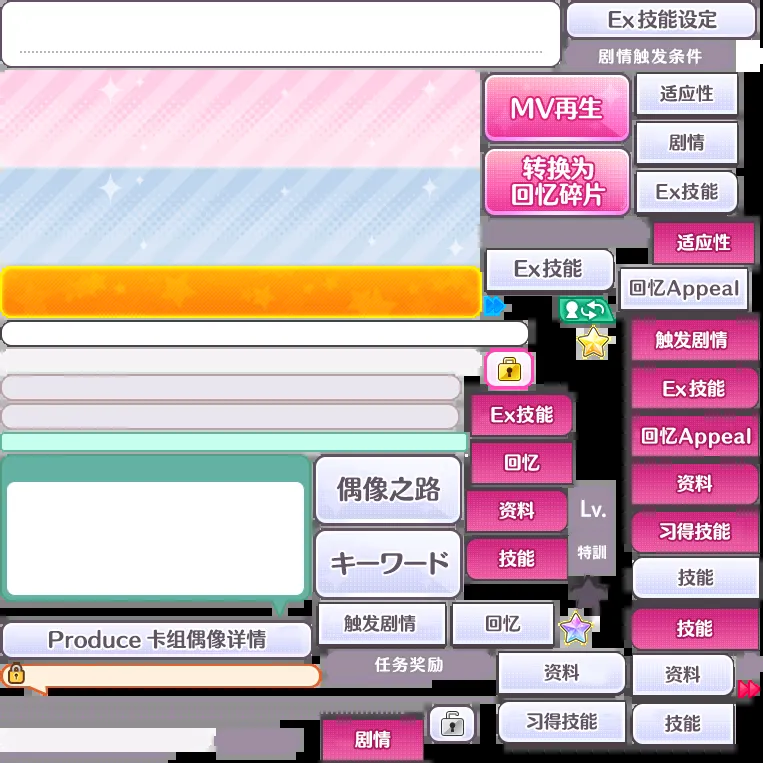 Ex技能设定
剧情触发条件
MV再生
适应性
剧情
转换为
回忆碎片
Ex技能
适应性
Ex技能
回忆Appeal
触发剧情
Ex技能
Ex技能
回忆Appeal
回忆
偶像之路
资料
资料
Lv.
特訓
习得技能
キーワード
技能
技能
触发剧情
回忆
技能
Produce 卡组偶像详情
任务奖励
资料
资料
习得技能
技能
剧情